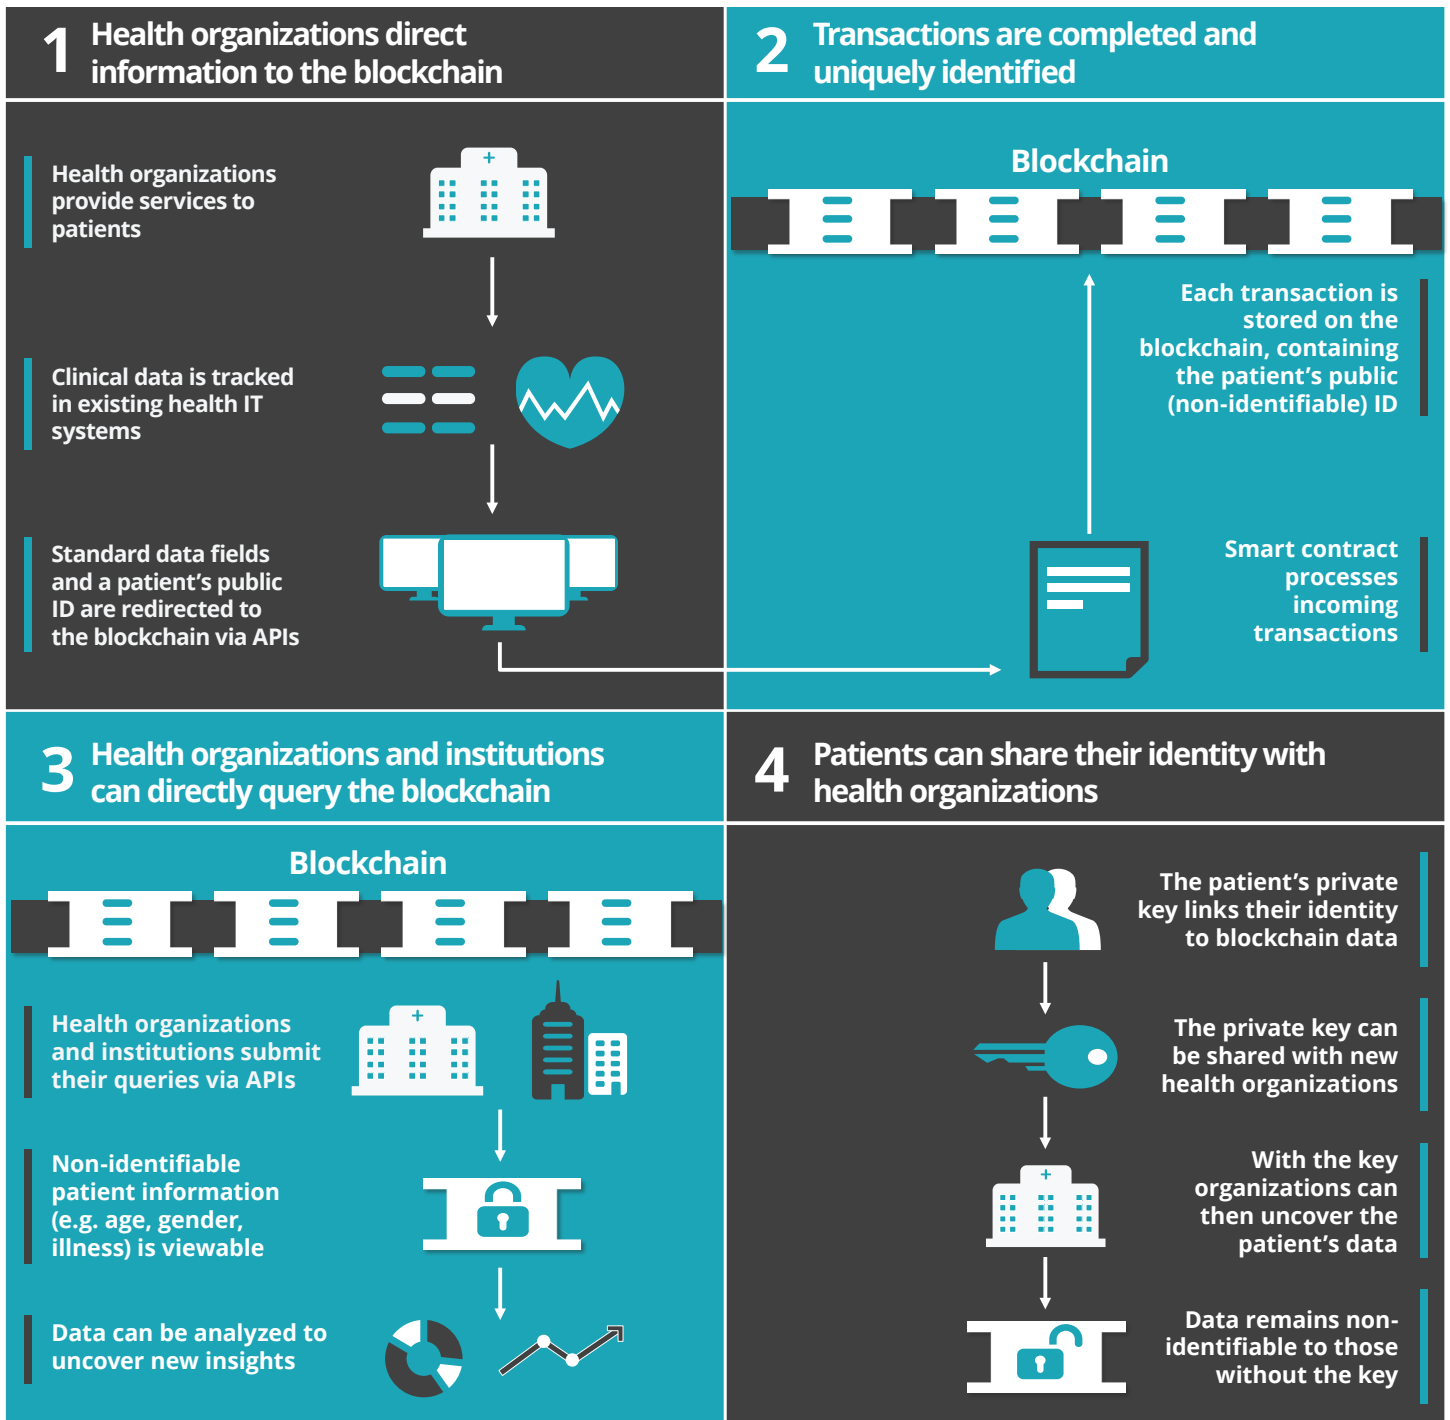 1
Health organizations direct
information to the blockchain
Health organizations
provide services to
patients
Clinical data is tracked
in existing health IT
systems
Standard data fields
and a patient’s public
ID are redirected to
the blockchain via APIs
2
Transactions are completed and
uniquely identified
Blockchain
Each transaction is
stored on the
blockchain, containing
the patient’s public
(non-identifiable) ID
Smart contract
processes
incoming
transactions
3
Health organizations and institutions
can directly query the blockchain
Blockchain
Health organizations
and institutions submit
their queries via APIs
Non-identifiable
patient information
(e.g. age, gender,
illness) is viewable
Data can be analyzed to
uncover new insights
4
Patients can share their identity with
health organizations
The patient’s private
key links their identity
to blockchain data
The private key can
be shared with new
health organizations
With the key
organizations can
then uncover the
patient’s data
Data remains non-
identifiable to those
without the key